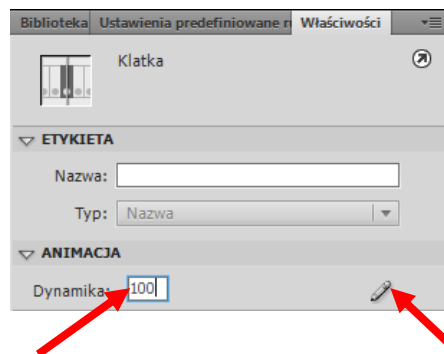 Biblioteka Ustawienia predefiniowane r Właściwości
Klatka
ETYKIETA
Nazwa:
Typ: Nazwa
ANIMACJA
Dynamika: 100